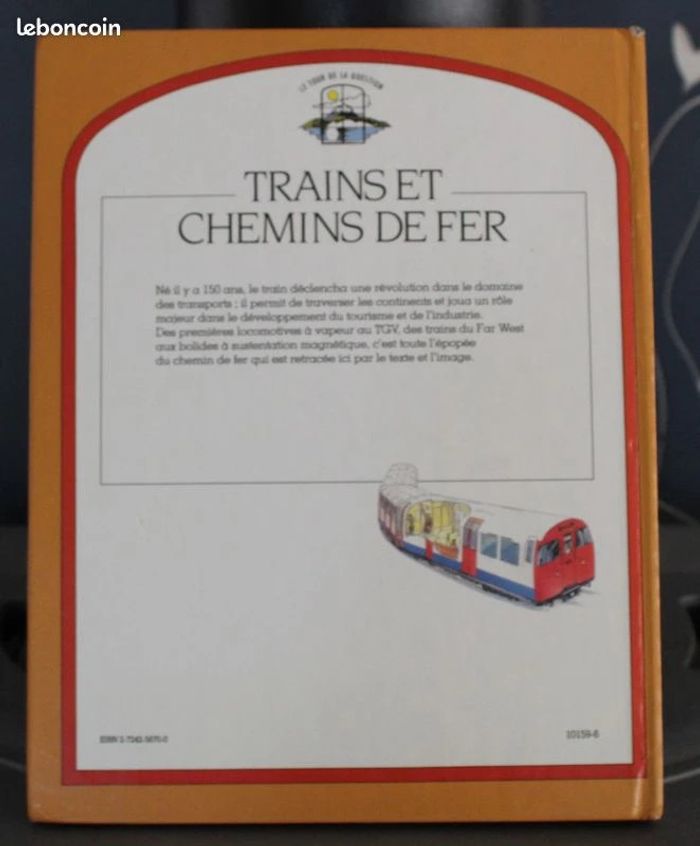 leboncoin
LE TOUR DE LA QUESTION
TRAINS ET
CHEMINS DE FER
Né il y a 150 ans, le train déclencha une révolution dans le domaine
des transports ; il permit de traverser les continents et joua un rôle
majeur dans le développement du tourisme et de l'industrie.
Des premières locomotives à vapeur au TGV, des trains du Far West
aux bolides à sustentation magnétique, c'est toute l'épopée
du chemin de fer qui est retracée ici par le texte et l'image.
ISBN
10159-6